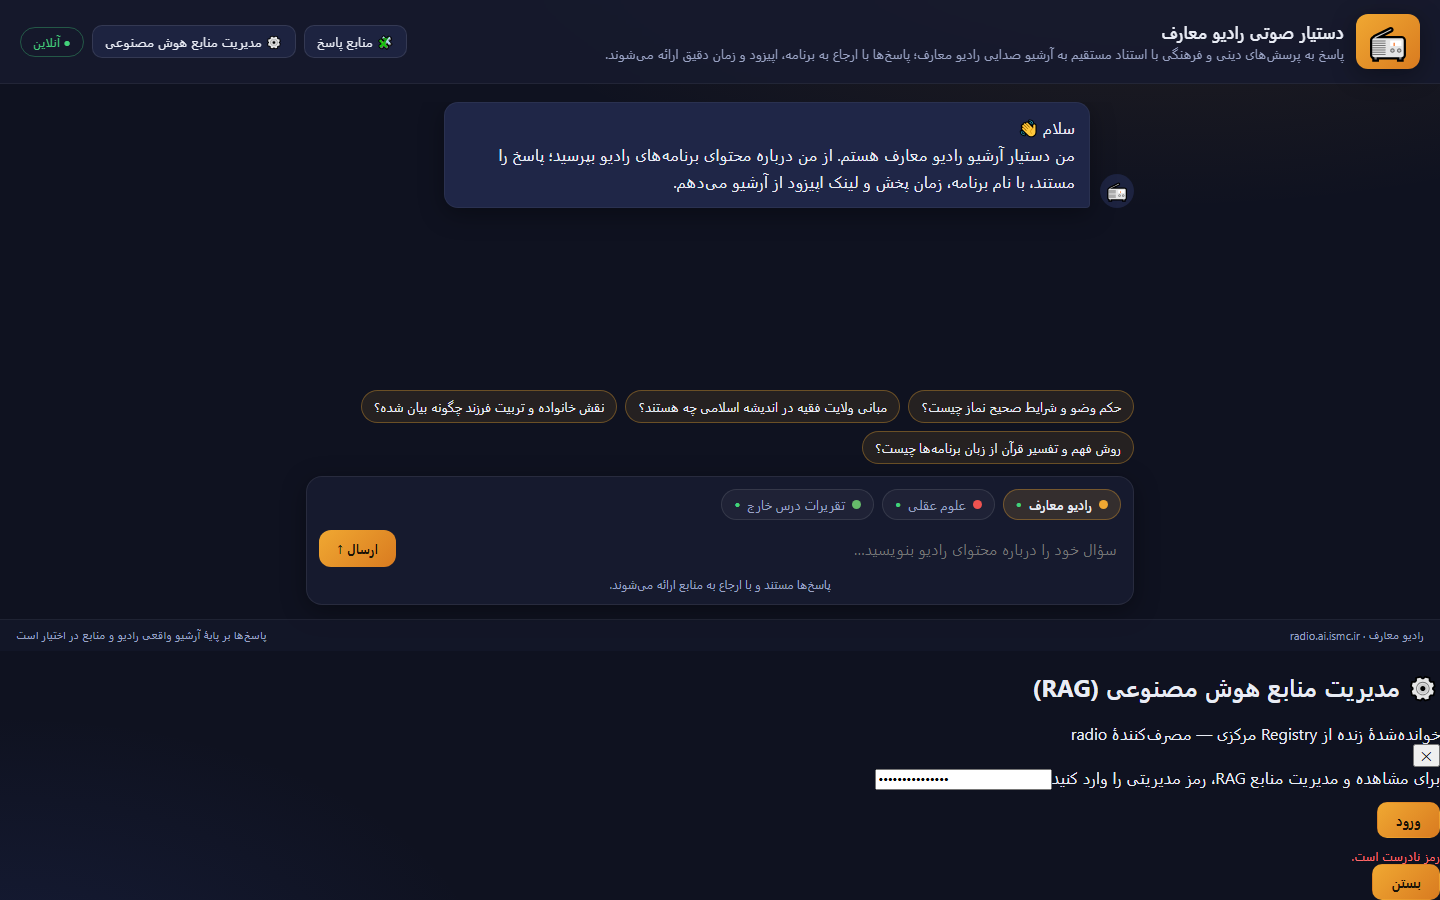 دستیار صوتی رادیو معارف
پاسخ به پرسش‌های دینی و فرهنگی با استناد مستقیم به آرشیو صدایی رادیو معارف؛ پاسخ‌ها با ارجاع به برنامه، اپیزود و زمان دقیق ارائه می‌شوند.
منابع پاسخ
مدیریت منابع هوش مصنوعی
● آنلاین
سلام 👋
من دستیار آرشیو رادیو معارف هستم. از من درباره محتوای برنامه‌های رادیو بپرسید؛ پاسخ را
مستند، با نام برنامه، زمان پخش و لینک اپیزود از آرشیو می‌دهم.
حکم وضو و شرایط صحیح نماز چیست؟
مبانی ولایت فقیه در اندیشه اسلامی چه هستند؟
نقش خانواده و تربیت فرزند چگونه بیان شده؟
روش فهم و تفسیر قرآن از زبان برنامه‌ها چیست؟
رادیو معارف
علوم عقلی
تقریرات درس خارج
سؤال خود را درباره محتوای رادیو بنویسید...
ارسال ↑
پاسخ‌ها مستند و با ارجاع به منابع ارائه می‌شوند.
رادیو معارف · radio.ai.ismc.ir
پاسخ‌ها بر پایهٔ آرشیو واقعی رادیو و منابع در اختیار است
⚙️ مدیریت منابع هوش مصنوعی (RAG)
خوانده‌شدهٔ زنده از Registry مرکزی — مصرف‌کنندهٔ radio
×
برای مشاهده و مدیریت منابع RAG، رمز مدیریتی را وارد کنید •••••••••••••••
ورود
رمز نادرست است.
بستن